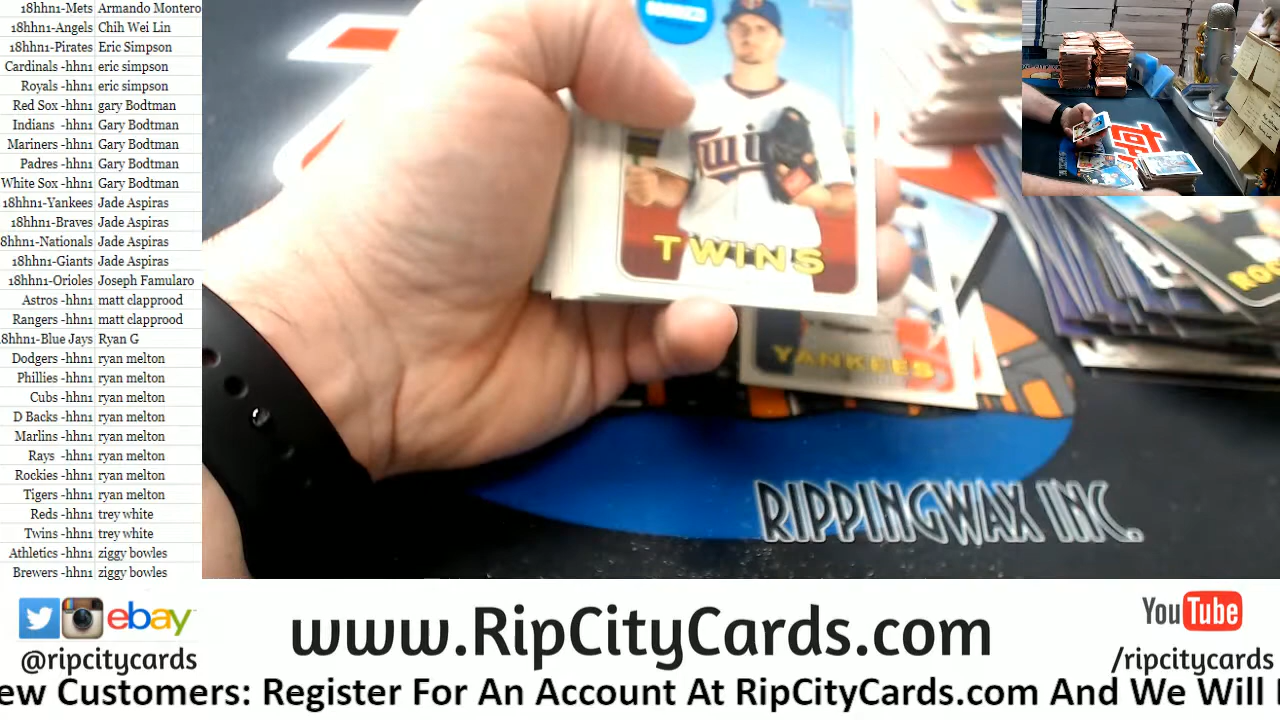 18hhn1-Mets Armando Montero
18hhn1-Angels Chih Wei Lin
18hhn1-Pirates Eric Simpson
Cardinals -hhn1 eric simpson
Royals -hhn1 eric simpson
Red Sox -hhn1 gary Bodtman
Indians -hhn1 Gary Bodtman
Mariners -hhn1 Gary Bodtman
Padres -hhn1 Gary Bodtman
White Sox -hhn1 Gary Bodtman
18hhn1-Yankees Jade Aspiras
18hhn1-Braves Jade Aspiras
8hhn1-Nationals Jade Aspiras
18hhn1-Giants Jade Aspiras
18hhn1-Orioles Joseph Famularo
Astros -hhn1 matt clapprood
Rangers -hhn1 matt clapprood
8hhn1-Blue Jays Ryan G
Dodgers -hhn1 ryan melton
Phillies -hhn1 ryan melton
Cubs -hhn1 ryan melton
D Backs -hhn1 ryan melton
Marlins -hhn1 ryan melton
Rays -hhn1 ryan melton
Rockies -hhn1 ryan melton
Tigers -hhn1 ryan melton
Reds -hhn1 trey white
Twins -hhn1 trey white
Athletics -hhn1 ziggy bowles
Brewers -hhn1 ziggy bowles
Twi
TWINS
YANKEES
RO
RIPPINGWAX INC.
ebay
@ripcitycards
www.RipCityCards.com
YouTube
/ripcitycards
ew Customers: Register For An Account At RipCityCards.com And We Will